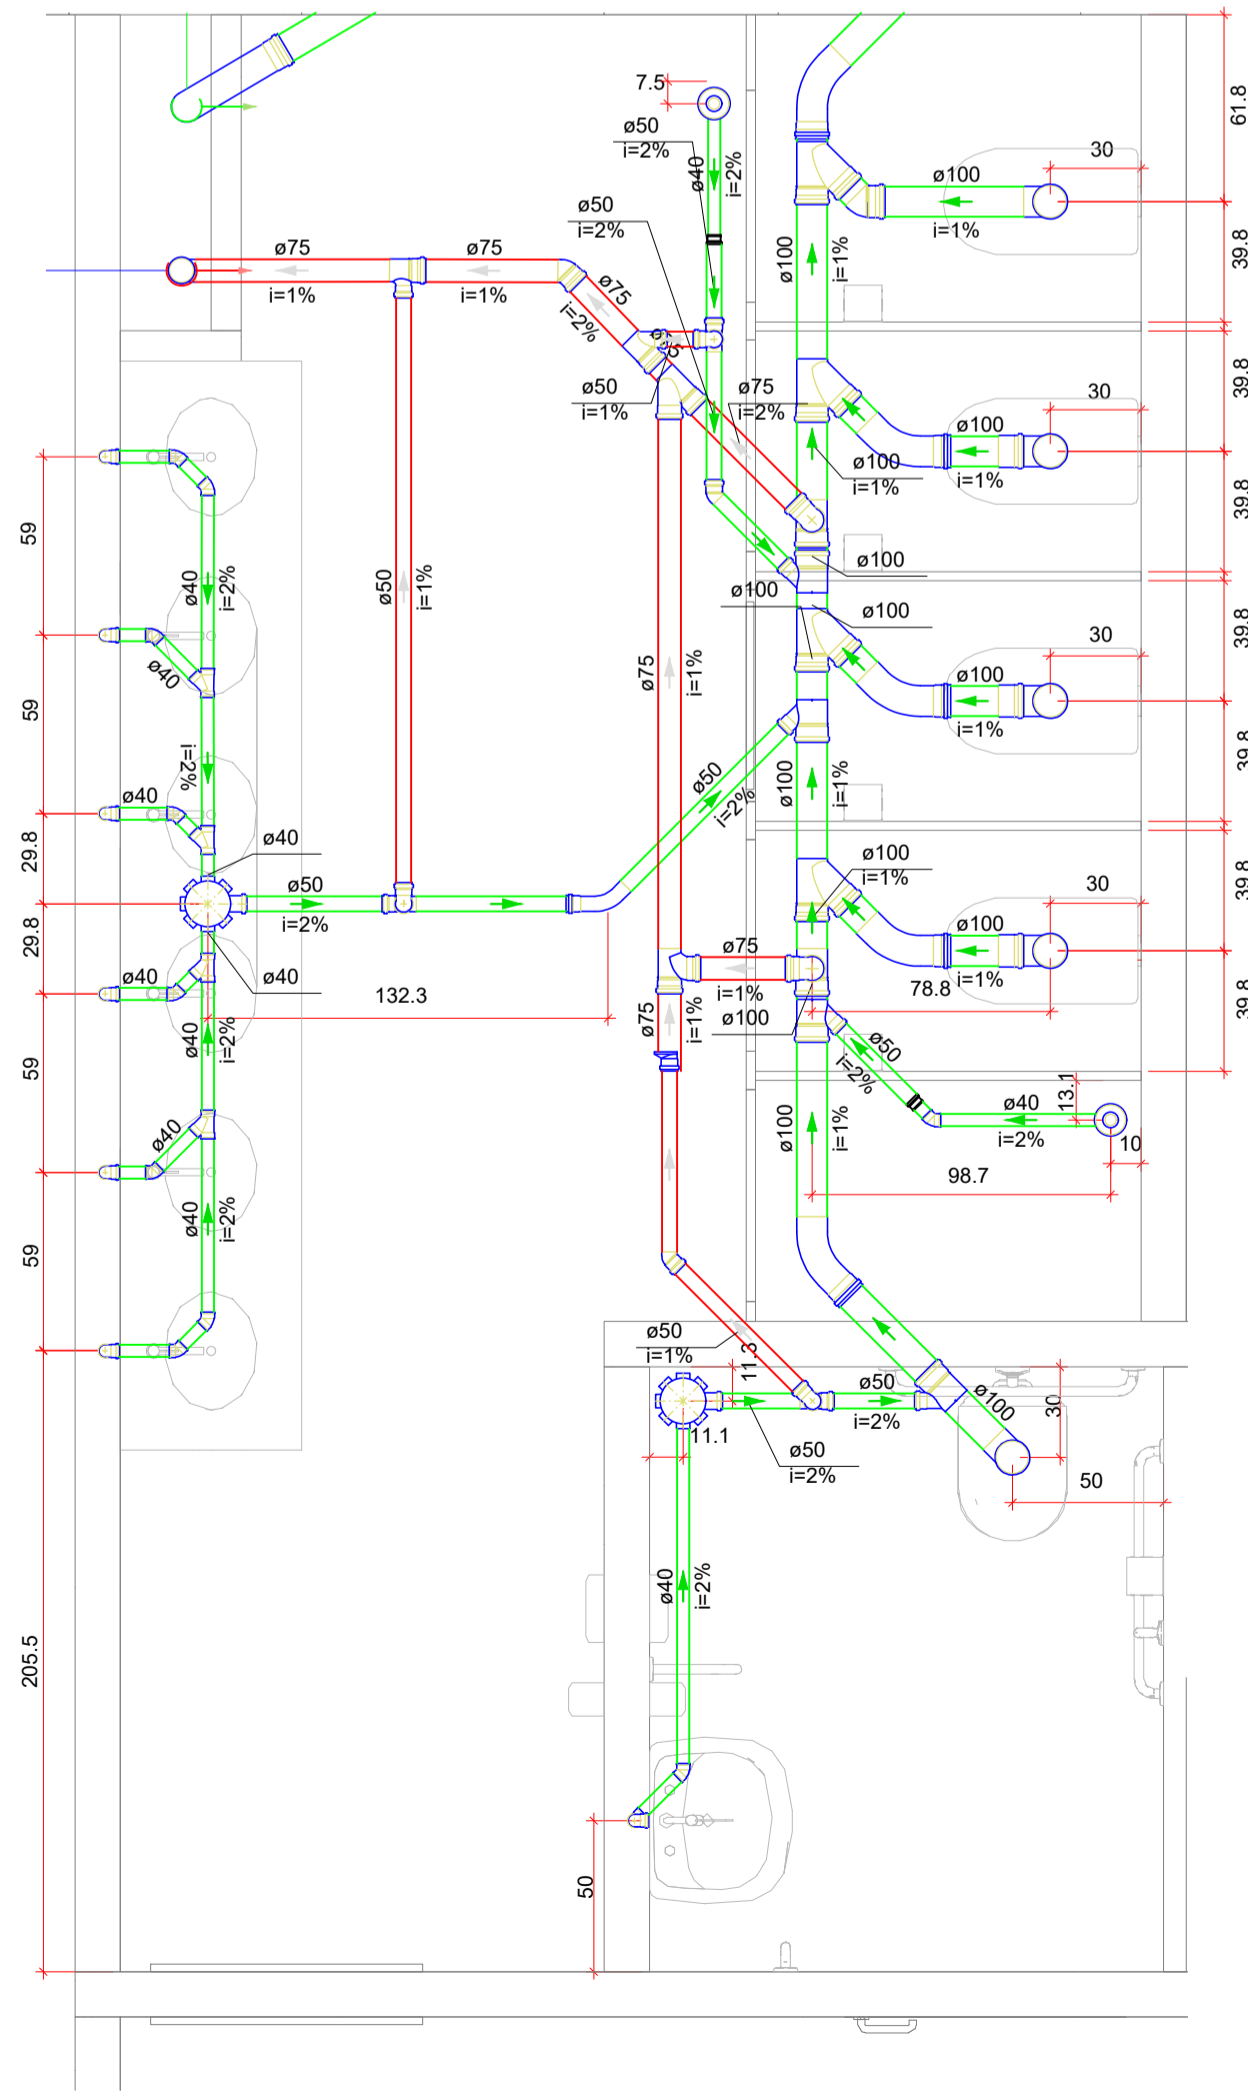 61.8
7.5
ø50
i=2%
ø40
i=2%
30
ø100
i=1%
ø50
i=2%
39.8
ø75
ø75
i=1%
i=1%
ø75
i=2%
ø100
i=1%
ø50
i=1%
ø75
i=2%
39.8
30
ø100
i=1%
ø100
i=1%
59
39.8
ø40
i=2%
ø50
i=1%
ø100
ø100
ø100
39.8
30
ø100
i=1%
ø40
59
ø75
i=1%
i=2%
ø40
ø50
i=2%
ø100
i=1%
39.8
29.8
ø40
ø100
i=1%
39.8
30
ø50
i=2%
29.8
ø100
i=1%
ø40
ø40
132.3
ø75
i=1%
78.8
39.8
ø100
ø75
i=1%
59
ø40
i=2%
ø50
i=2%
13.1
ø40
i=2%
10
ø40
ø100
i=1%
98.7
59
ø40
i=2%
ø50
i=1%
11.3
ø50
i=2%
ø100
30
11.1
ø50
i=2%
50
ø40
i=2%
205.5
50